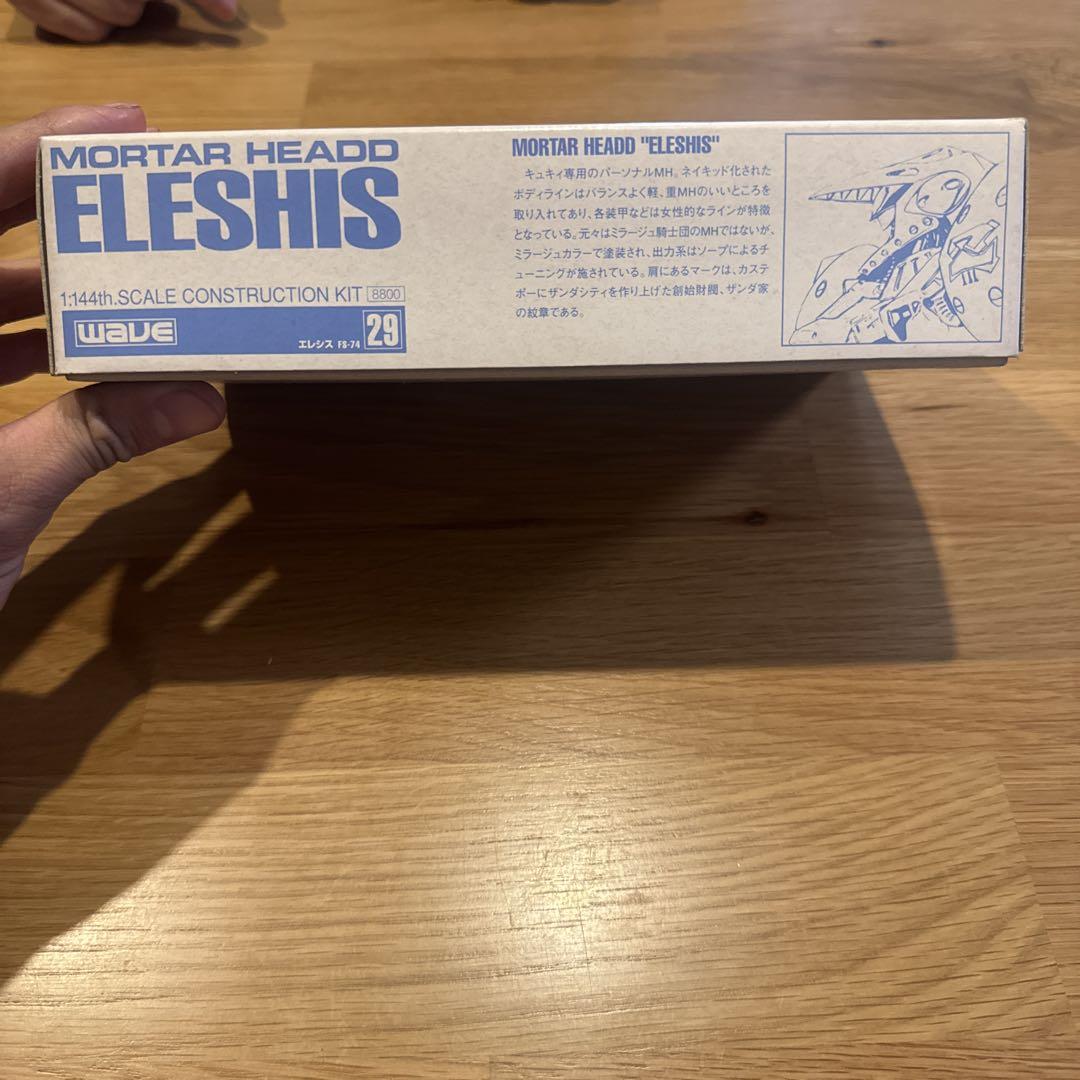 MORTAR HEADD
ELESHIS
1:144th.SCALE CONSTRUCTION KIT 8800
wave
エレシス FS-74 29
MORTAR HEADD "ELESHIS"
キュキィ専用のパーソナルMH。ネイキッド化された
ボディラインはバランスよく軽、重MHのいいところを
取り入れてあり、各装甲などは女性的なラインが特徴
となっている。元々はミラージュ騎士団のMHではないが、
ミラージュカラーで塗装され、出力系はソープによるチ
ューニングが施されている。肩にあるマークは、カステ
ポーにザンダシティを作り上げた創始財閥、ザンダ家
の紋章である。